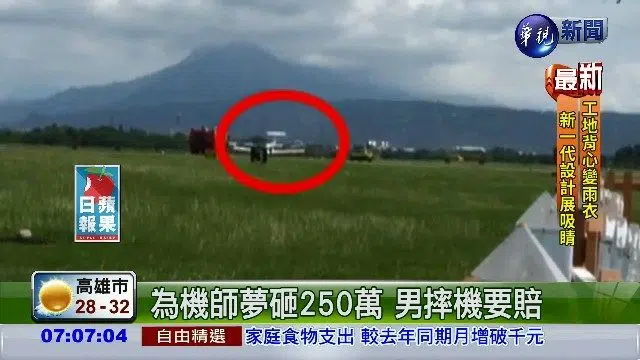 華視 新聞
最新
工地背心變雨衣
新一代設計展吸睛
蘋果
日報
高雄市
28-32
為機師夢砸250萬 男摔機要賠
07:07:04
自由精選
家庭食物支出 較去年同期月增破千元